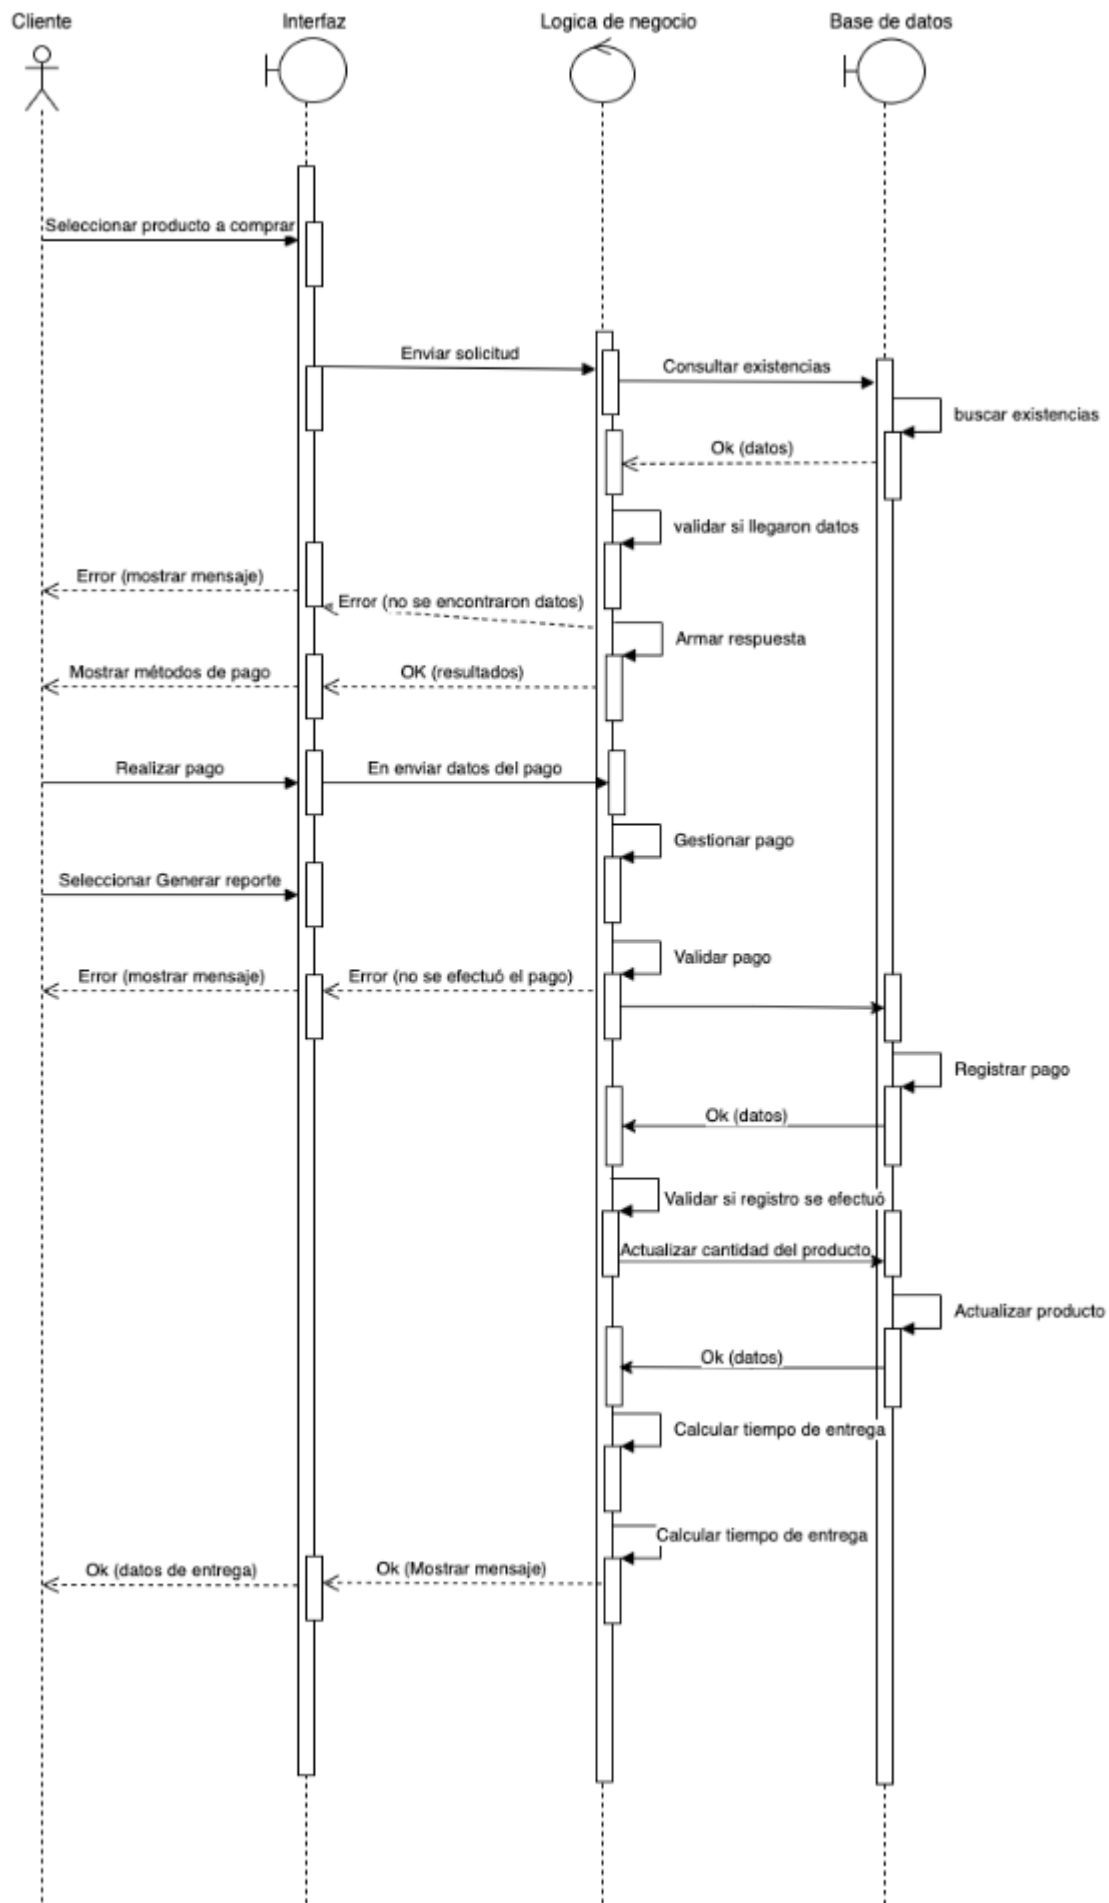 Cliente
Interfaz
Logica de negocio
Base de datos
Seleccionar producto a comprar
Enviar solicitud
Consultar existencias
buscar existencias
Ok (datos)
validar si llegaron datos
Error (mostrar mensaje)
Error (no se encontraron datos)
Armar respuesta
Mostrar métodos de pago
OK (resultados)
Realizar pago
En enviar datos del pago
Gestionar pago
Seleccionar Generar reporte
Validar pago
Error (mostrar mensaje)
Error (no se efectuó el pago)
Registrar pago
Ok (datos)
Validar si registro se efectuó
Actualizar cantidad del producto
Actualizar producto
Ok (datos)
Calcular tiempo de entrega
Calcular tiempo de entrega
Ok (datos de entrega)
Ok (Mostrar mensaje)